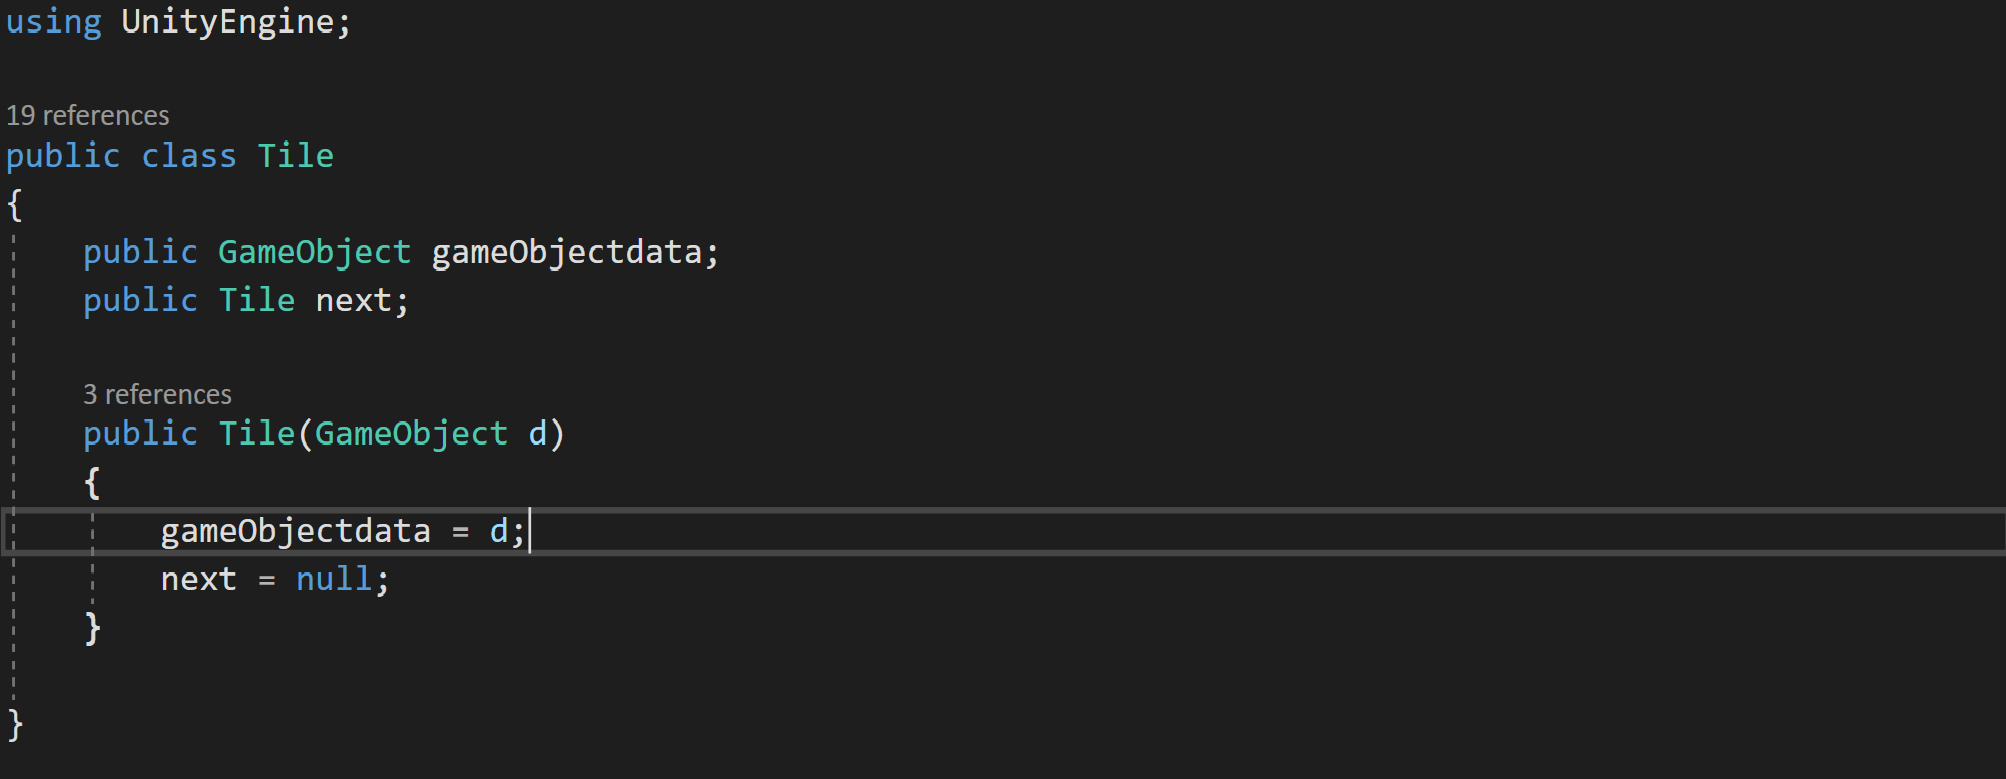 using UnityEngine;
19 references
public class Tile
{
public GameObject gameObjectdata;
public Tile next;
3 references
public Tile(GameObject d)
{
gameObjectdata = d;
next = null;
}
}